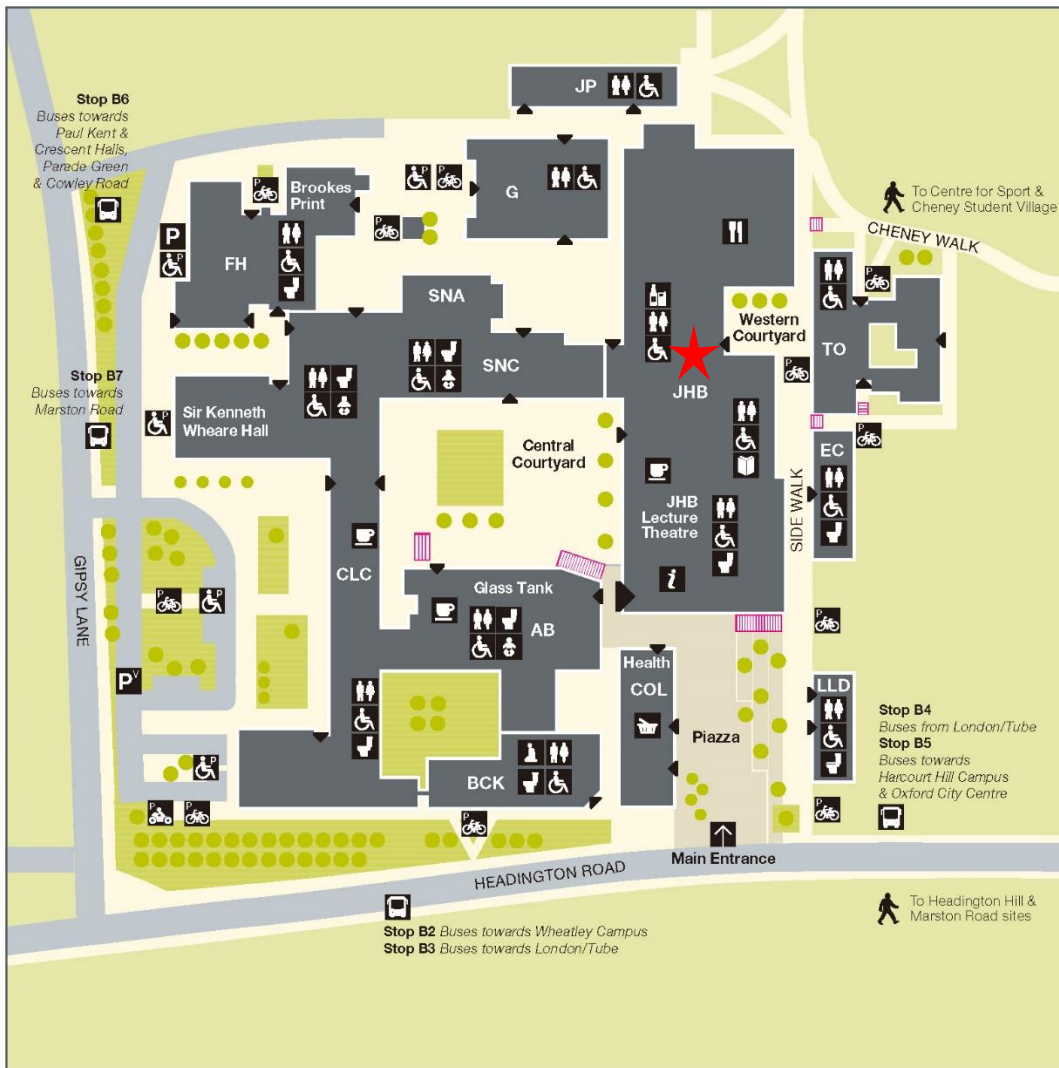 JP
Stop B6
Buses towards
Paul Kent &
Crescent Halls,
Parade Green
& Cowley Road
Brookes
Print
G
To Centre for Sport &
Cheney Student Village
CHENEY WALK
P
FH
SNA
SNC
Western
Courtyard
TO
Stop B7
Buses towards
Marston Road
Sir Kenneth
Wheare Hall
JHB
Central
Courtyard
EC
SIDE WALK
JHB
Lecture
Theatre
i
GIPSY LANE
CLC
Glass Tank
AB
Health
COL
Piazza
LLD
Stop B4
Buses from London/Tube
Stop B5
Buses towards
Harcourt Hill Campus
& Oxford City Centre
PV
BCK
Main Entrance
HEADINGTON ROAD
To Headington Hill &
Marston Road sites
Stop B2 Buses towards Wheatley Campus
Stop B3 Buses towards London/Tube